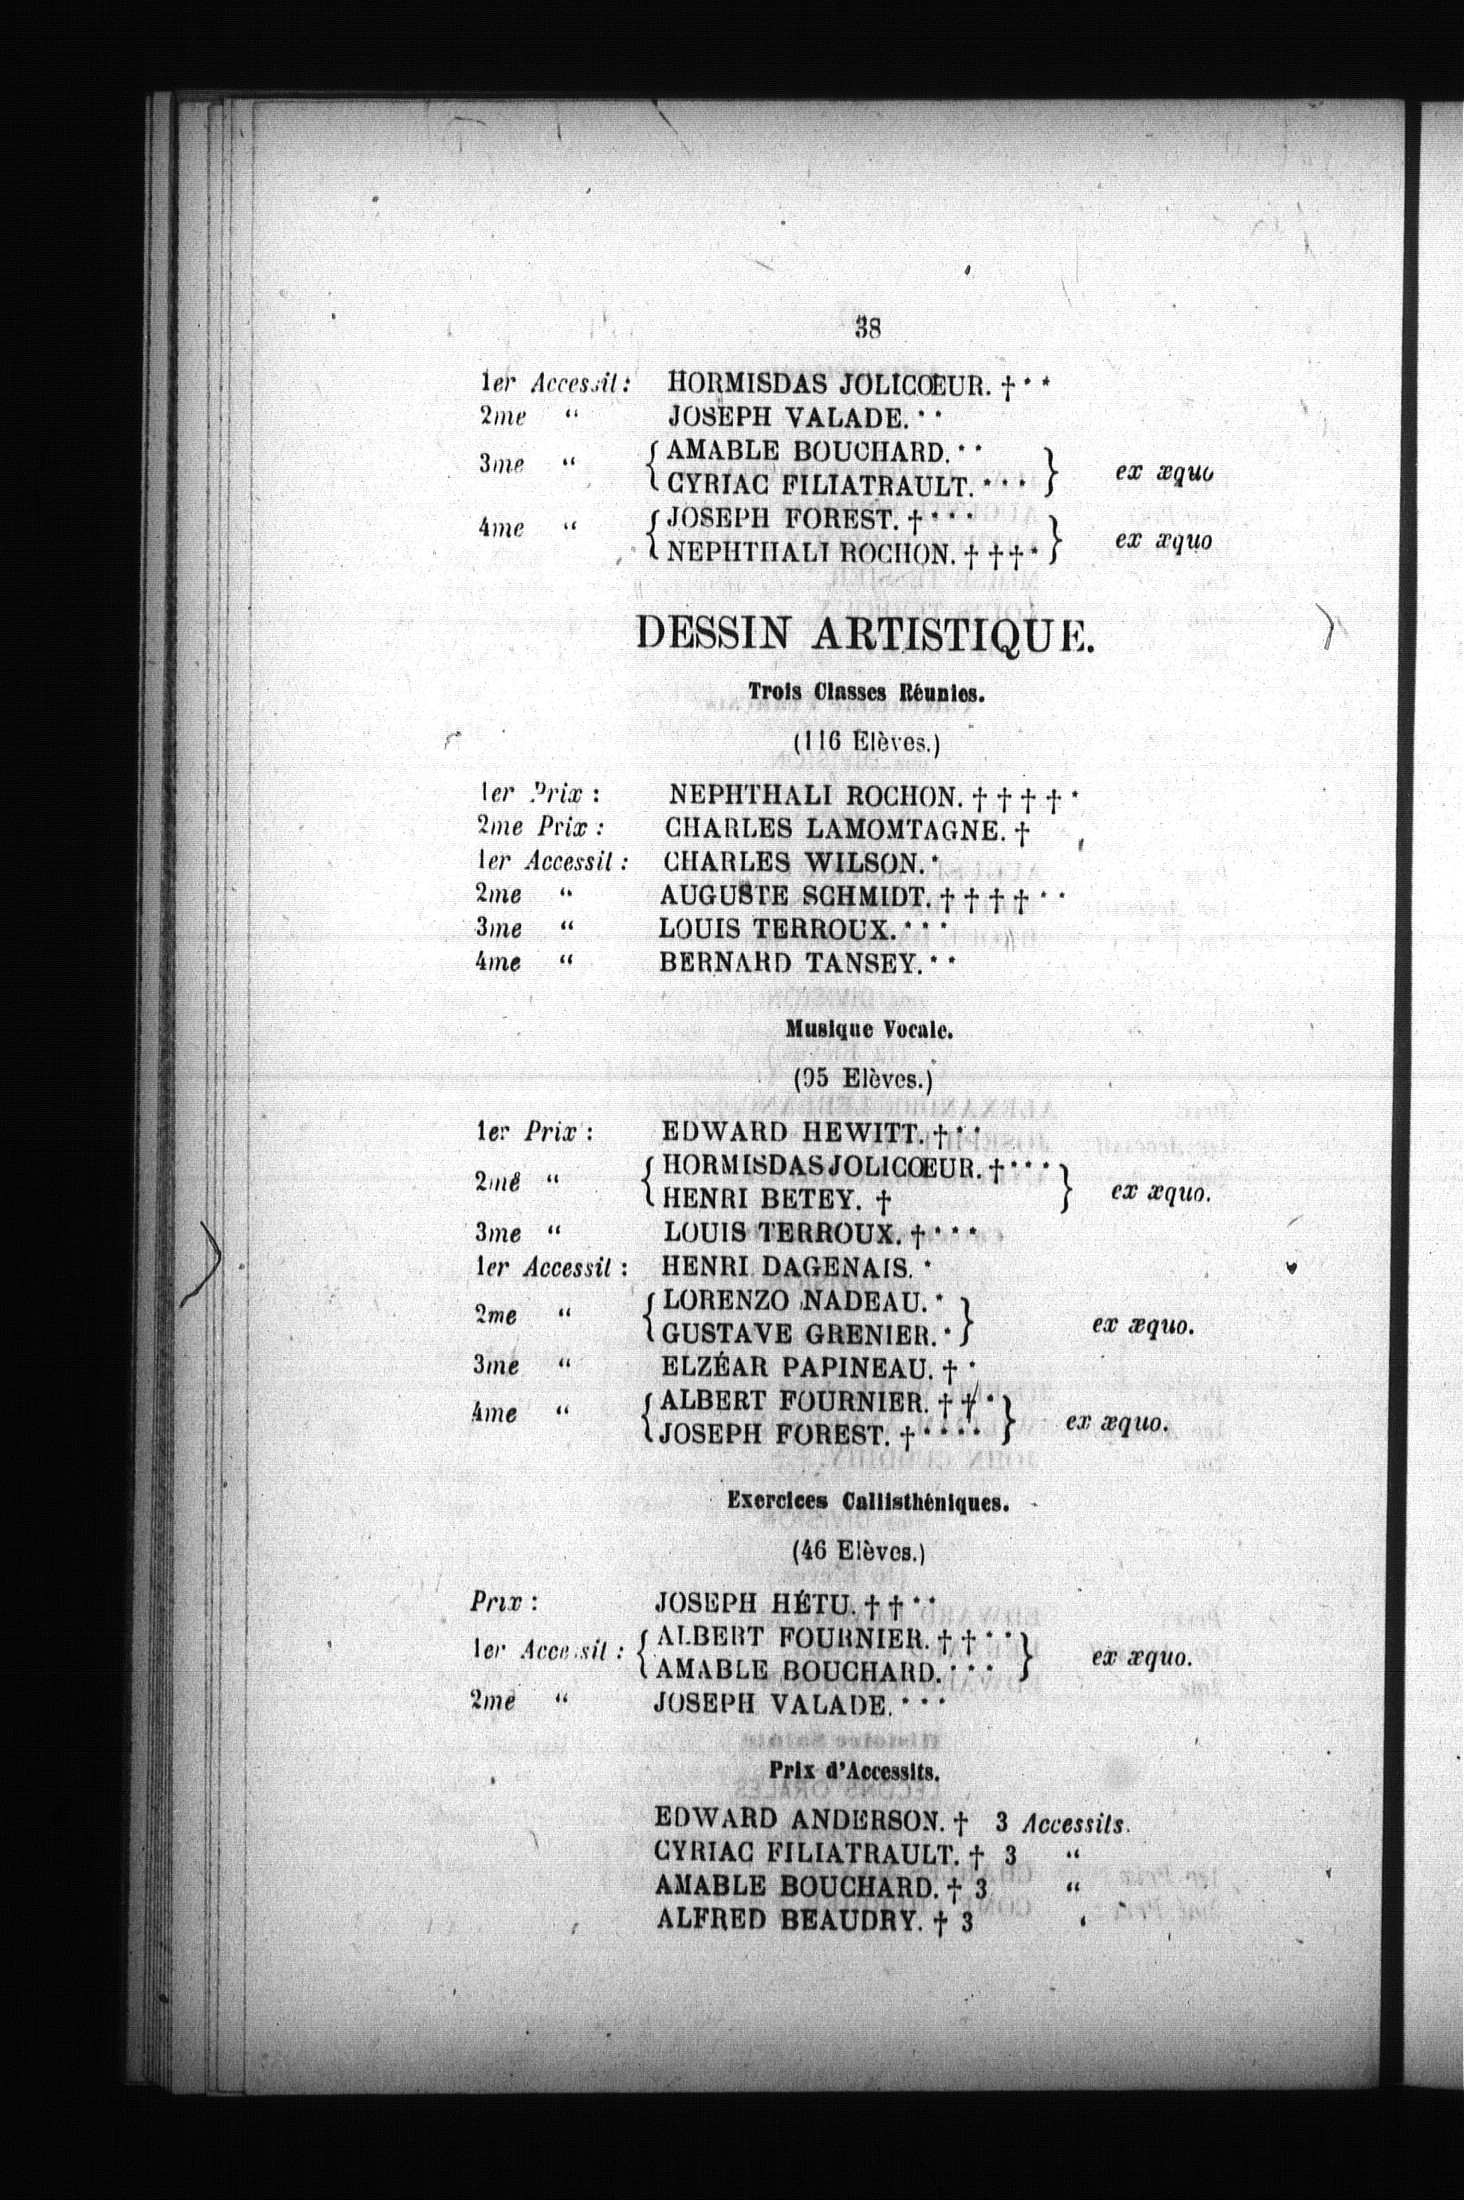 38
1er Accessit : HORMISDAS JOLICŒUR. † * *
2me “ JOSEPH VALADE. * *
3me “ { AMABLE BOUCHARD. * * } ex æquo
CYRIAC FILIATRAULT. * * *
4me “ { JOSEPH FOREST. † * * * } ex æquo
NEPHTHALI ROCHON. † † † *
DESSIN ARTISTIQUE.
Trois Classes Réunies.
(116 Elèves.)
1er Prix : NEPHTHALI ROCHON. † † † † *
2me Prix : CHARLES LAMOMTAGNE. †
1er Accessit : CHARLES WILSON. *
2me “ AUGUSTE SCHMIDT. † † † † * *
3me “ LOUIS TERROUX. * * *
4me “ BERNARD TANSEY. * *
Musique Vocale.
(95 Elèves.)
1er Prix : EDWARD HEWITT. † * *
2me “ { HORMISDAS JOLICŒUR. † * * * } ex æquo.
HENRI BETEY. †
3me “ LOUIS TERROUX. † * * *
1er Accessit : HENRI DAGENAIS. *
2me “ { LORENZO NADEAU. * } ex æquo.
GUSTAVE GRENIER. *
3me “ ELZÉAR PAPINEAU. † *
4me “ { ALBERT FOURNIER. † † * } ex æquo.
JOSEPH FOREST. † * * * *
Exercices Callisthéniques.
(46 Elèves.)
Prix : JOSEPH HÉTU. † † * *
1er Accessit : { ALBERT FOURNIER. † † * * } ex æquo.
AMABLE BOUCHARD. * * *
2me “ JOSEPH VALADE. * * *
Prix d'Accessits.
EDWARD ANDERSON. † 3 Accessits.
CYRIAC FILIATRAULT. † 3 “
AMABLE BOUCHARD. † 3 “
ALFRED BEAUDRY. † 3 ‘